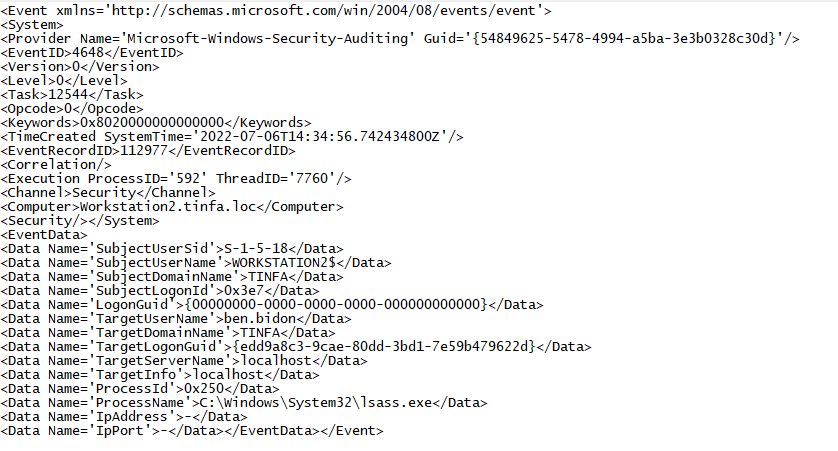 <Event xmlns='http://schemas.microsoft.com/win/2004/08/events/event'>
<System>
<Provider Name='Microsoft-Windows-Security-Auditing' Guid='{54849625-5478-4994-a5ba-3e3b0328c30d}'/>
<EventID>4648</EventID>
<Version>0</Version>
<Level>0</Level>
<Task>12544</Task>
<Opcode>0</Opcode>
<Keywords>0x8020000000000000</Keywords>
<TimeCreated SystemTime='2022-07-06T14:34:56.742434800Z'/>
<EventRecordID>112977</EventRecordID>
<Correlation/>
<Execution ProcessID='592' ThreadID='7760'/>
<Channel>Security</Channel>
<Computer>Workstation2.tinfa.loc</Computer>
<Security/></System>
<EventData>
<Data Name='SubjectUserSid'>S-1-5-18</Data>
<Data Name='SubjectUserName'>WORKSTATION2$</Data>
<Data Name='SubjectDomainName'>TINFA</Data>
<Data Name='SubjectLogonId'>0x3e7</Data>
<Data Name='LogonGuid'>{00000000-0000-0000-0000-000000000000}</Data>
<Data Name='TargetUserName'>ben.bidon</Data>
<Data Name='TargetDomainName'>TINFA</Data>
<Data Name='TargetLogonGuid'>{edd9a8c3-9cae-80dd-3bd1-7e59b479622d}</Data>
<Data Name='TargetServerName'>localhost</Data>
<Data Name='TargetInfo'>localhost</Data>
<Data Name='ProcessId'>0x250</Data>
<Data Name='ProcessName'>C:\Windows\System32\lsass.exe</Data>
<Data Name='IpAddress'>-</Data>
<Data Name='IpPort'>-</Data></EventData></Event>